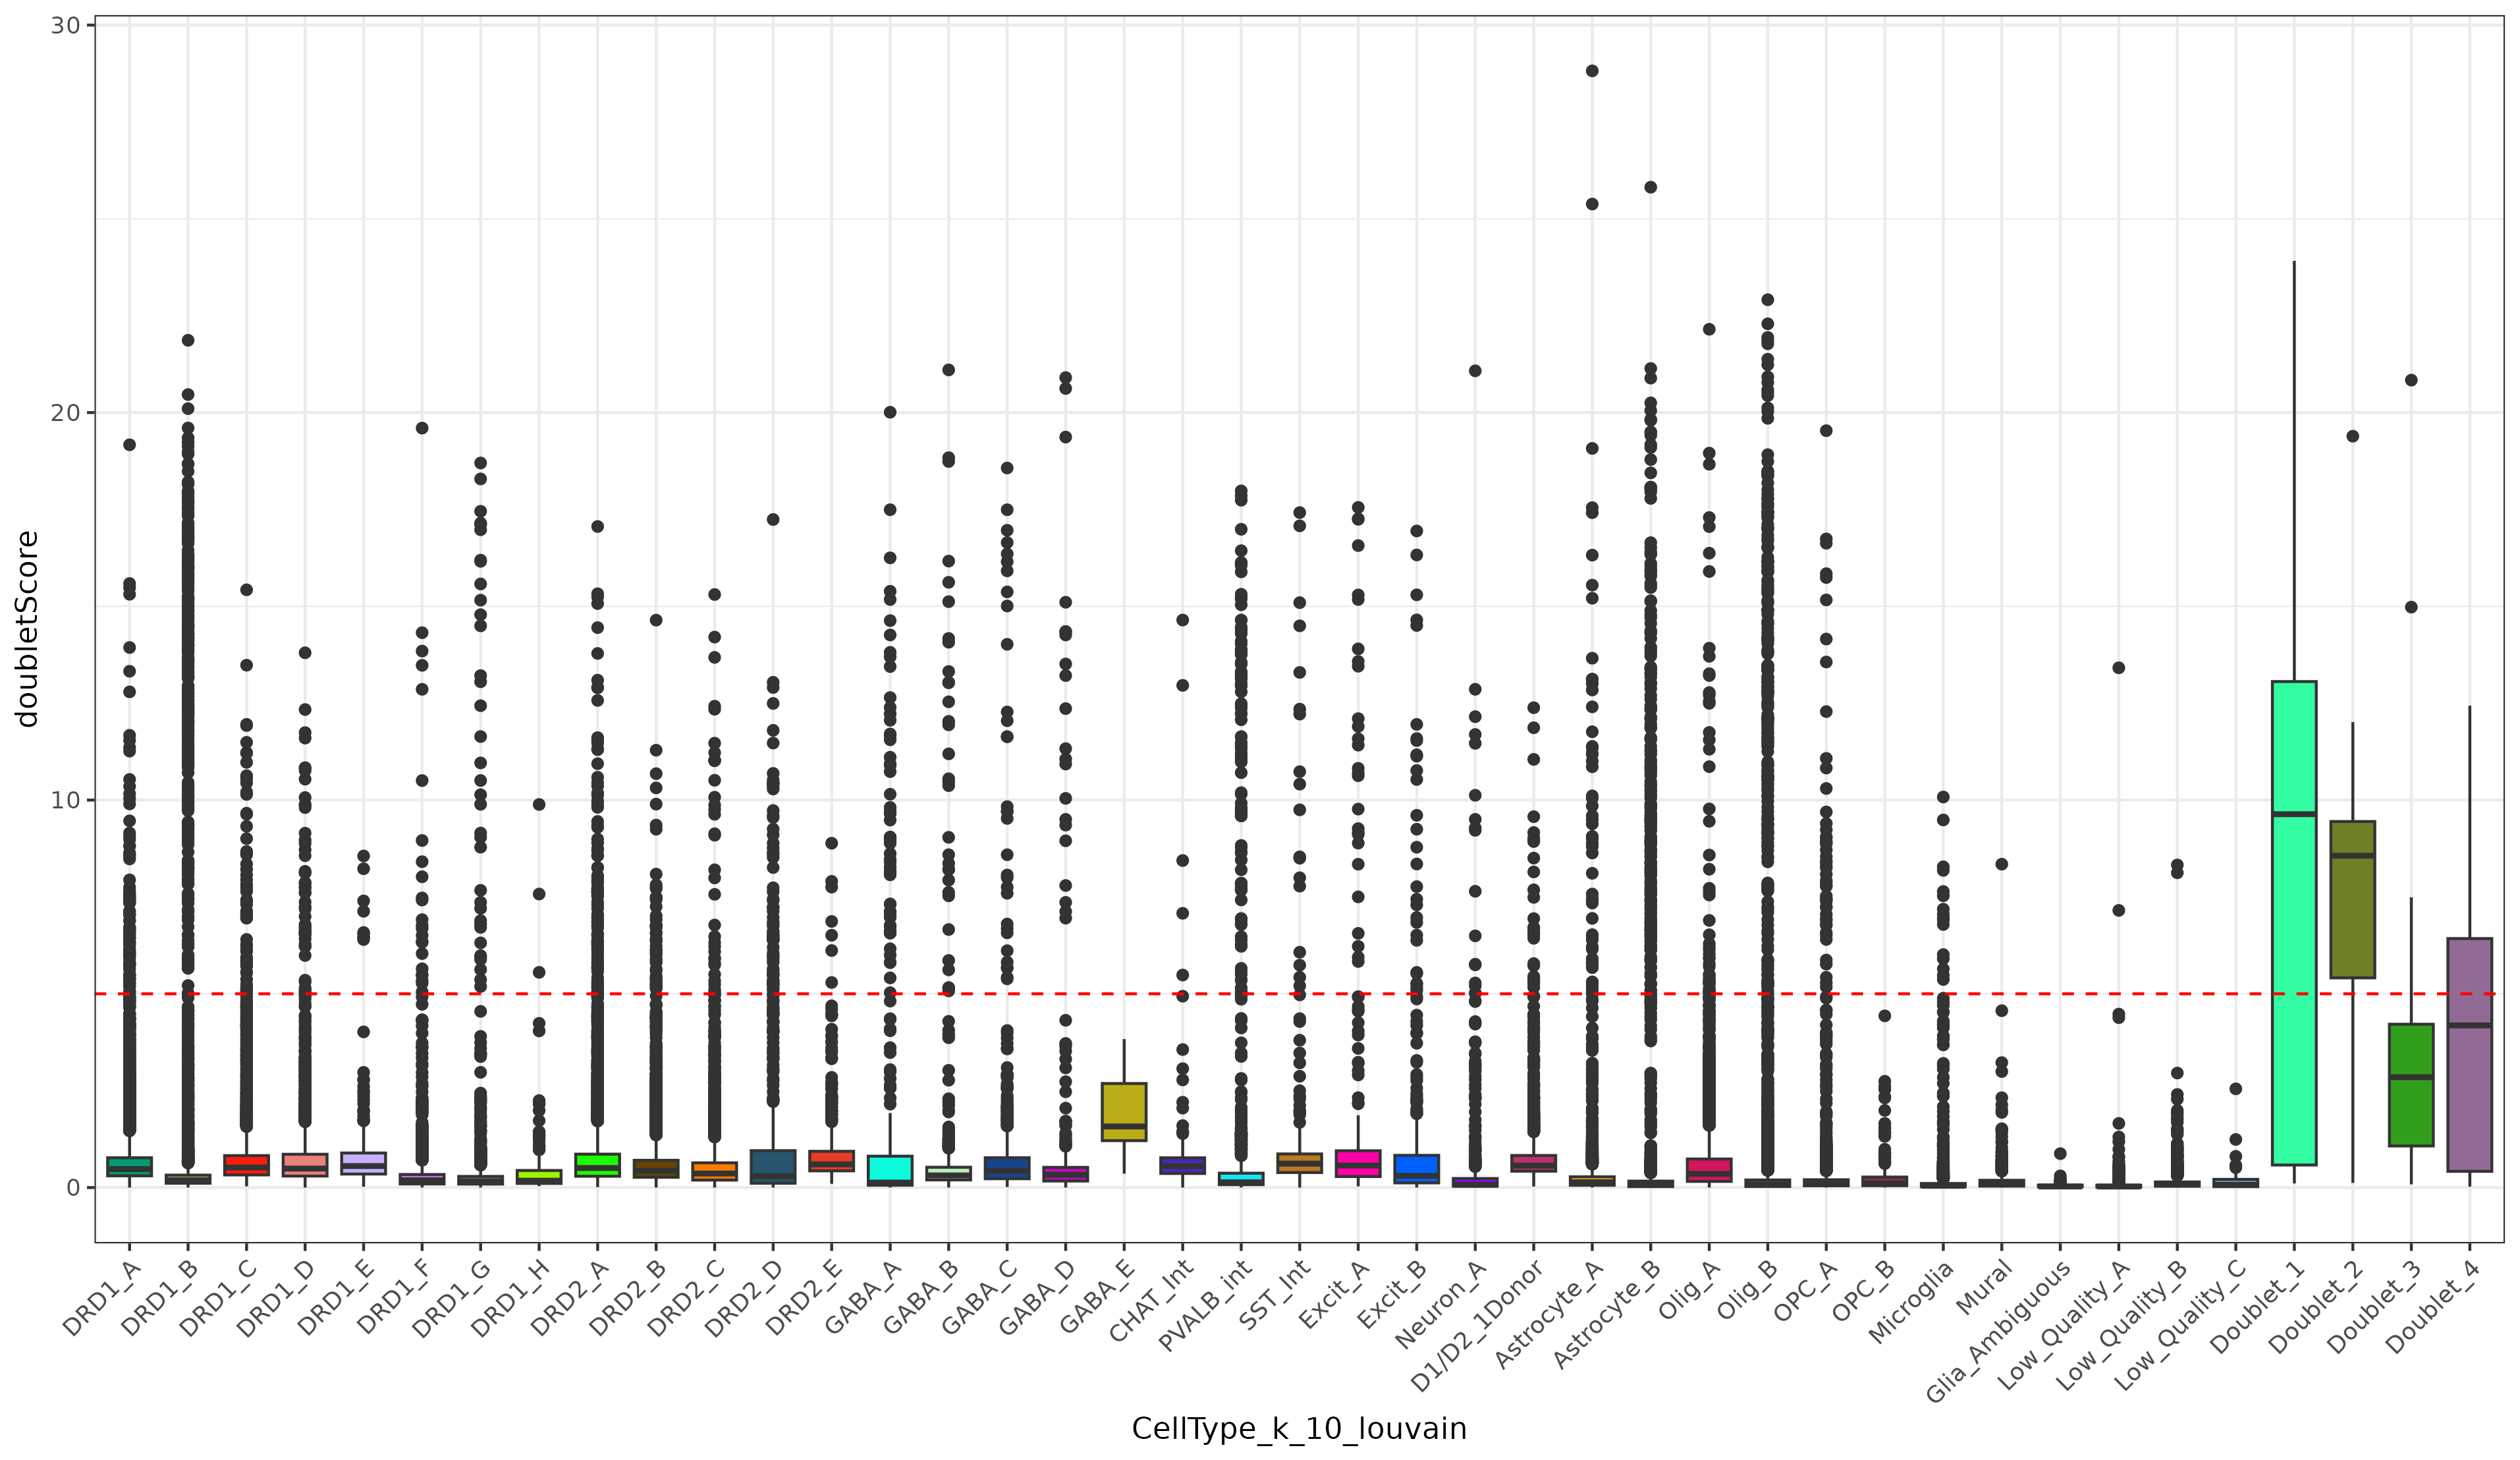 30
20
10
0
doubletScore
DRD1_A
DRD1_B
DRD1_C
DRD1_D
DRD1_E
DRD1_F
DRD1_G
DRD1_H
DRD2_A
DRD2_B
DRD2_C
DRD2_D
DRD2_E
GABA_A
GABA_B
GABA_C
GABA_D
GABA_E
CHAT_Int
PVALB_int
SST_Int
Excit_A
Excit_B
Neuron_A
D1/D2_1Donor
Astrocyte_A
Astrocyte_B
Olig_A
Olig_B
OPC_A
OPC_B
Microglia
Mural
Glia_Ambiguous
Low_Quality_A
Low_Quality_B
Low_Quality_C
Doublet_1
Doublet_2
Doublet_3
Doublet_4
CellType_k_10_louvain